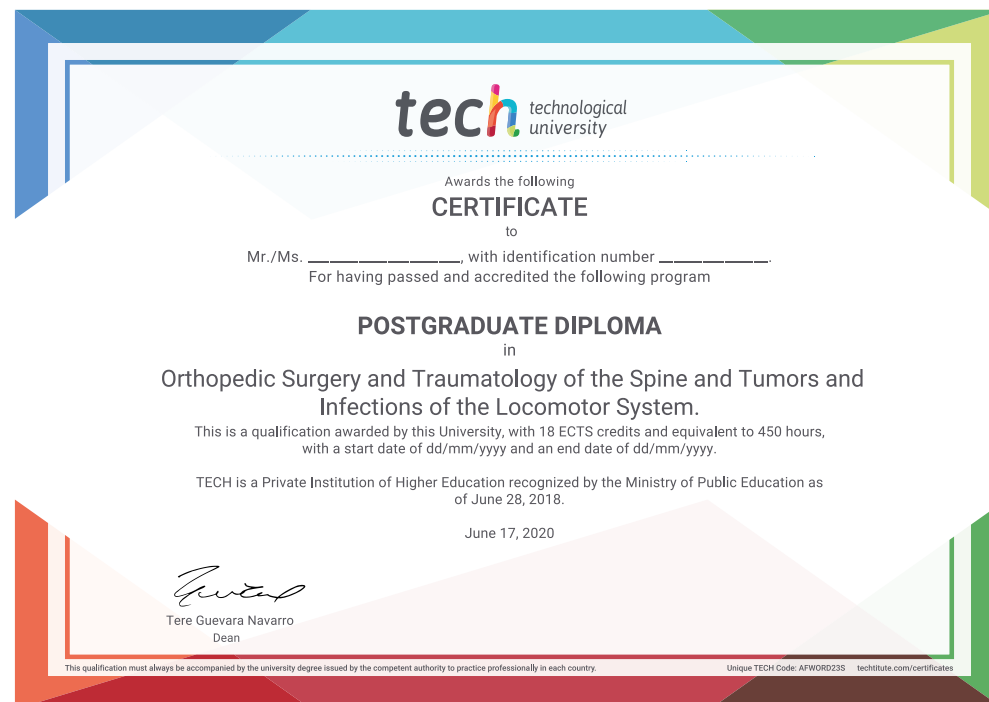 tech technological
university
Awards the following
CERTIFICATE
to
Mr./Ms. ____________________, with identification number ______________.
For having passed and accredited the following program
POSTGRADUATE DIPLOMA
in
Orthopedic Surgery and Traumatology of the Spine and Tumors and
Infections of the Locomotor System.
This is a qualification awarded by this University, with 18 ECTS credits and equivalent to 450 hours,
with a start date of dd/mm/yyyy and an end date of dd/mm/yyyy.
TECH is a Private Institution of Higher Education recognized by the Ministry of Public Education as
of June 28, 2018.
June 17, 2020
Tere Guevara Navarro
Dean
This qualification must always be accompanied by the university degree issued by the competent authority to practice professionally in each country.
Unique TECH Code: AFWORD23S techtitute.com/certificates